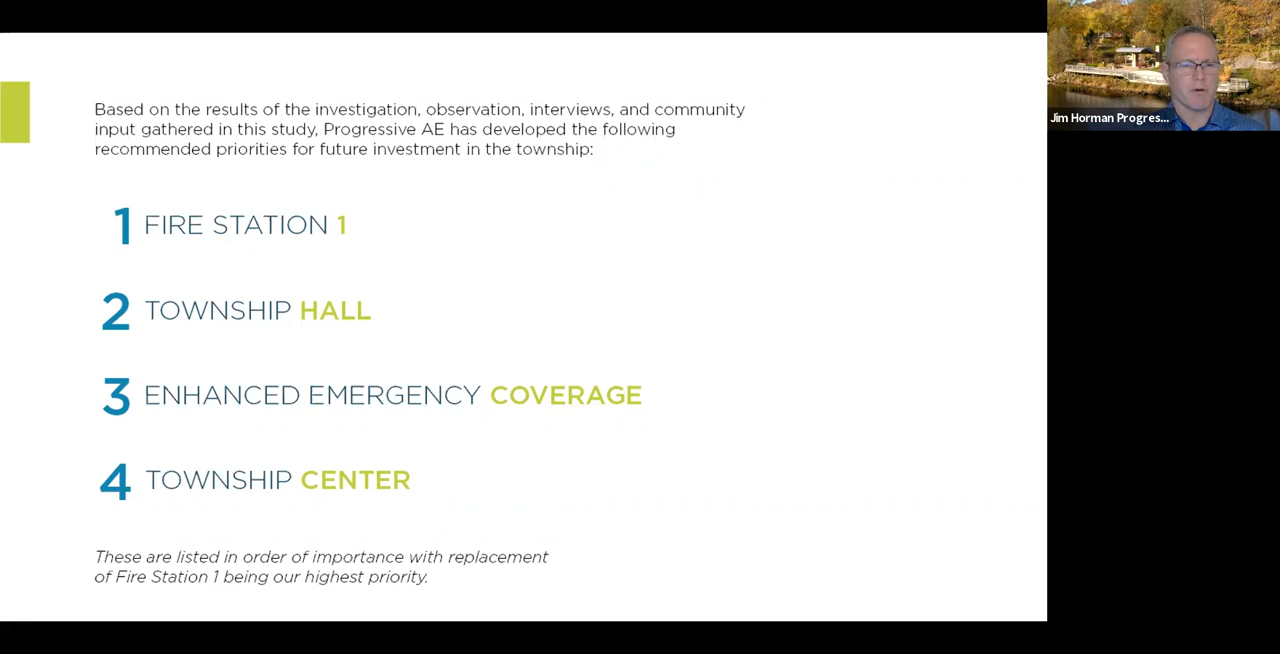 Based on the results of the investigation, observation, interviews, and community
input gathered in this study, Progressive AE has developed the following
recommended priorities for future investment in the township:
1 FIRE STATION 1
2 TOWNSHIP HALL
3 ENHANCED EMERGENCY COVERAGE
4 TOWNSHIP CENTER
These are listed in order of importance with replacement
of Fire Station 1 being our highest priority.
Jim Horman Progres...